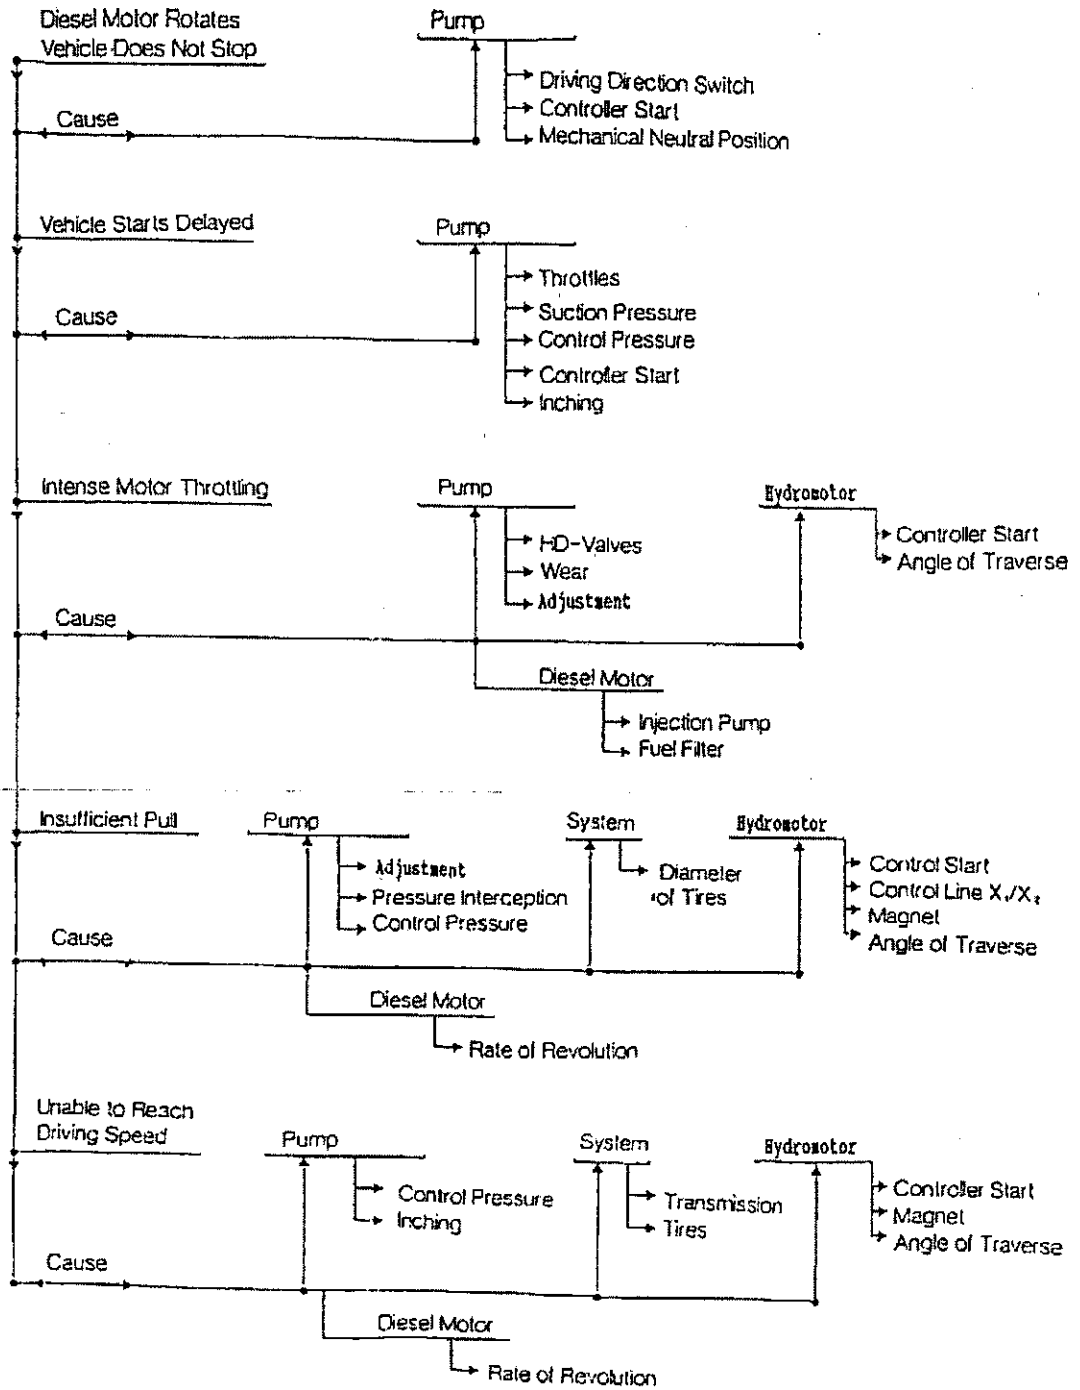 Diesel Motor Rotates
Vehicle Does Not Stop
Pump
Driving Direction Switch
Controller Start
Mechanical Neutral Position
Cause
Vehicle Starts Delayed
Pump
Throttles
Suction Pressure
Control Pressure
Controller Start
Inching
Cause
Intense Motor Throttling
Pump
HD-Valves
Wear
Adjustment
Hydromotor
Controller Start
Angle of Traverse
Cause
Diesel Motor
Injection Pump
Fuel Filter
Insufficient Pull
Pump
Adjustment
Pressure Interception
Control Pressure
System
Diameter
of Tires
Hydromotor
Control Start
Control Line X₁/X₂
Magnet
Angle of Traverse
Cause
Diesel Motor
Rate of Revolution
Unable to Reach
Driving Speed
Pump
Control Pressure
Inching
System
Transmission
Tires
Hydromotor
Controller Start
Magnet
Angle of Traverse
Cause
Diesel Motor
Rate of Revolution